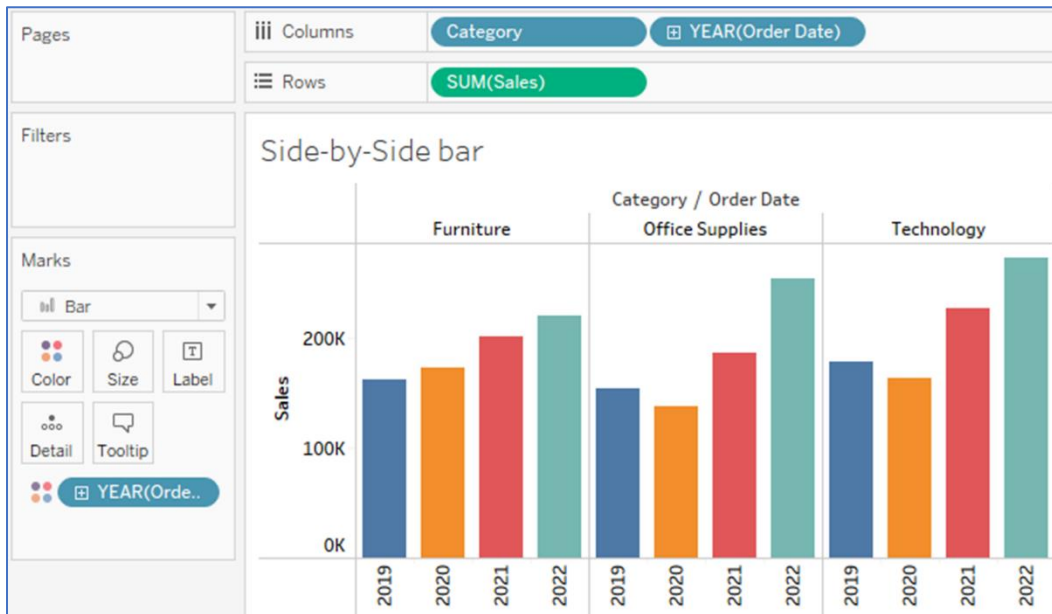 Pages
Columns
Category
YEAR(Order Date)
Rows
SUM(Sales)
Filters
Side-by-Side bar
Category / Order Date
Furniture
Office Supplies
Technology
Marks
Bar
Color
Size
Label
Detail
Tooltip
YEAR(Orde..
Sales
200K
100K
0K
2019
2020
2021
2022
2019
2020
2021
2022
2019
2020
2021
2022